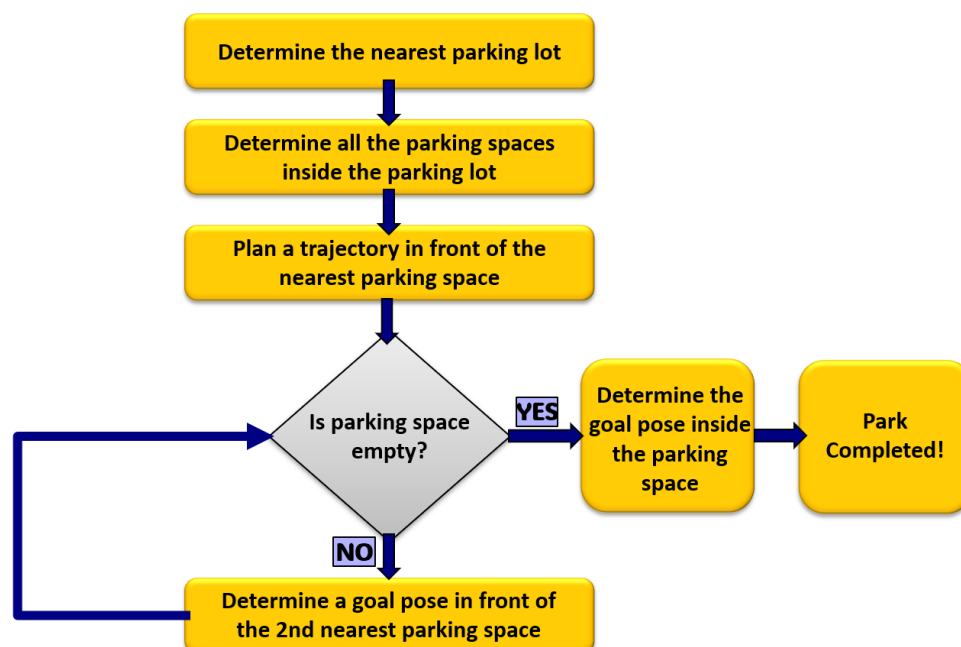 Determine the nearest parking lot
Determine all the parking spaces
inside the parking lot
Plan a trajectory in front of the
nearest parking space
Is parking space
empty?
YES
Determine the
goal pose inside
the parking
space
Park
Completed!
NO
Determine a goal pose in front of
the 2nd nearest parking space